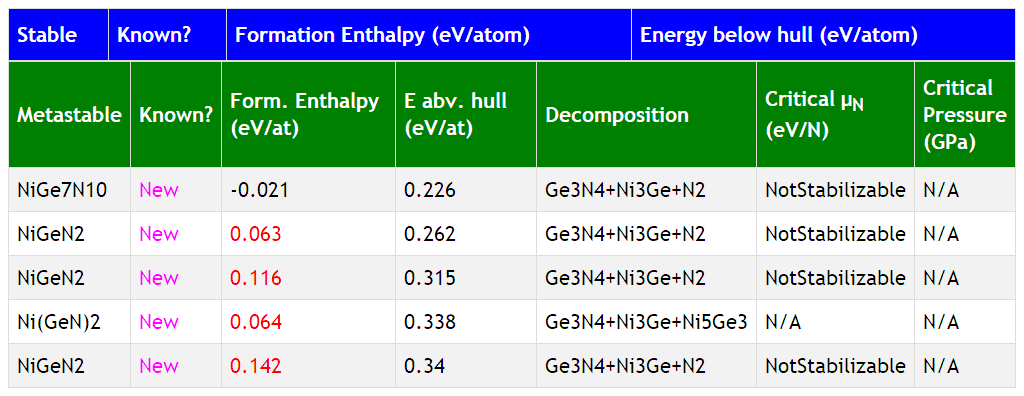 Stable Known? Formation Enthalpy (eV/atom) Energy below hull (eV/atom)
Metastable Known? Form. Enthalpy (eV/at) E abv. hull (eV/at) Decomposition Critical μN (eV/N) Critical Pressure (GPa)
NiGe7N10 New -0.021 0.226 Ge3N4+Ni3Ge+N2 NotStabilizable N/A
NiGeN2 New 0.063 0.262 Ge3N4+Ni3Ge+N2 NotStabilizable N/A
NiGeN2 New 0.116 0.315 Ge3N4+Ni3Ge+N2 NotStabilizable N/A
Ni(GeN)2 New 0.064 0.338 Ge3N4+Ni3Ge+Ni5Ge3 N/A N/A
NiGeN2 New 0.142 0.34 Ge3N4+Ni3Ge+N2 NotStabilizable N/A